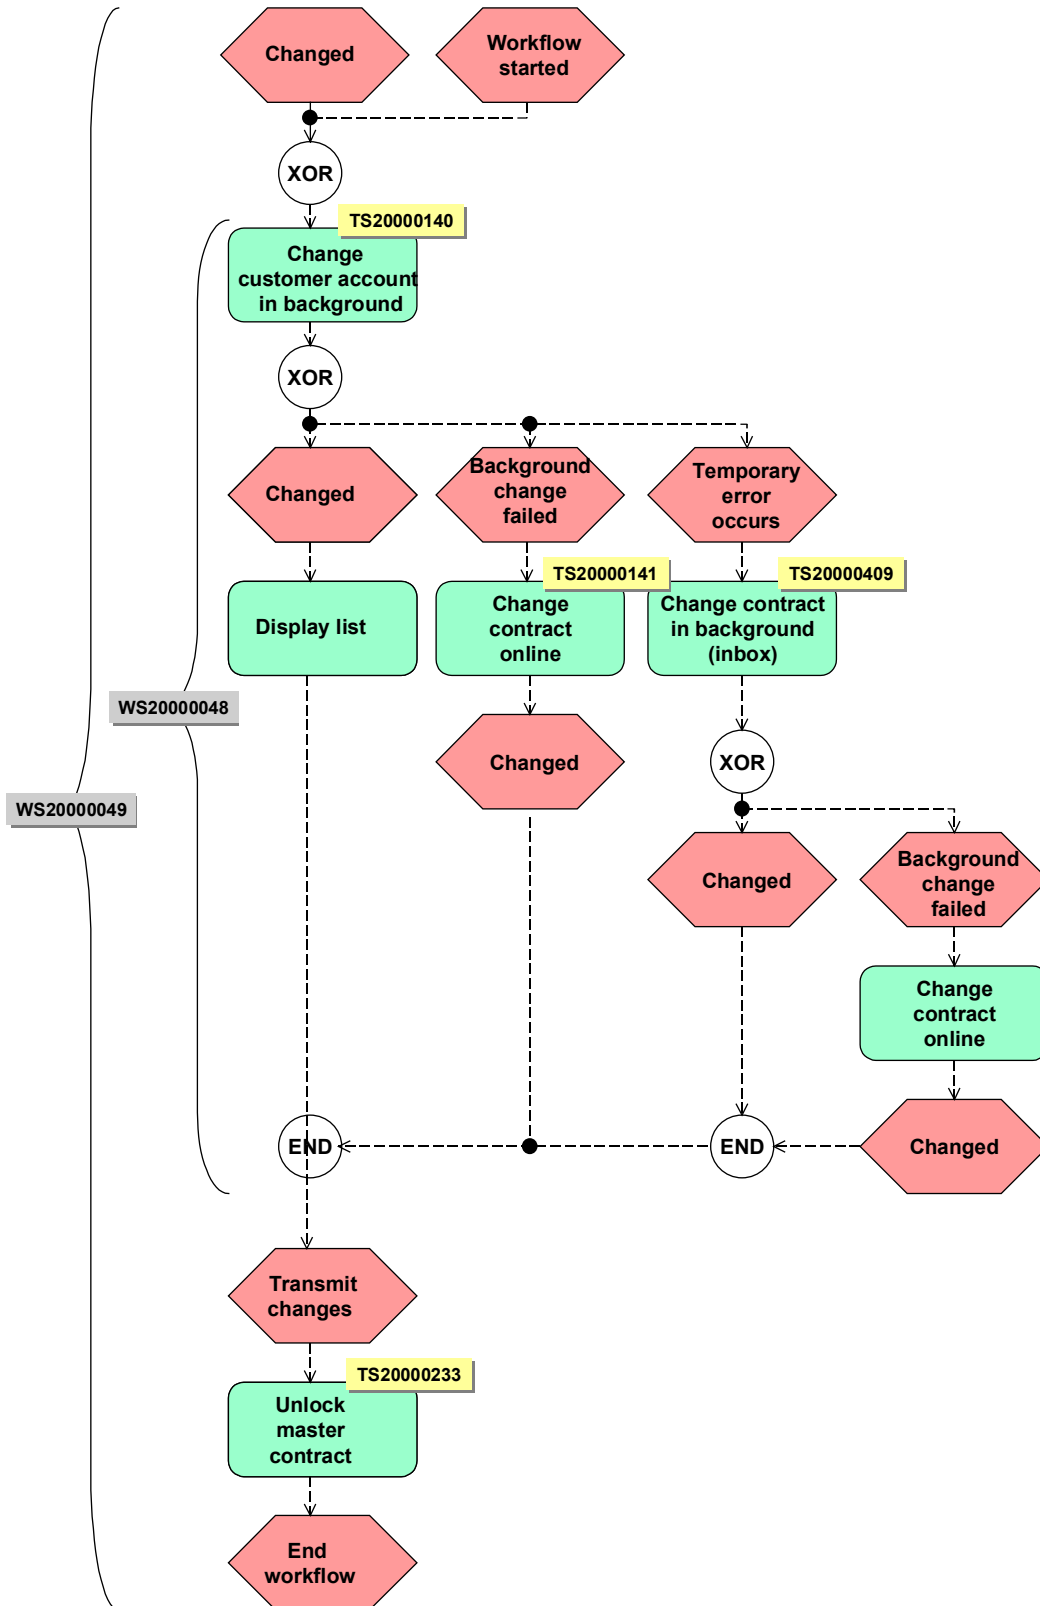 Changed
Workflow
started
XOR
TS20000140
Change
customer account
in background
XOR
Changed
Background
change
failed
Temporary
error
occurs
TS20000141
TS20000409
Display list
Change
contract
online
Change contract
in background
(inbox)
WS20000048
Changed
XOR
WS20000049
Changed
Background
change
failed
Change
contract
online
END
END
Changed
Transmit
changes
TS20000233
Unlock
master
contract
End
workflow